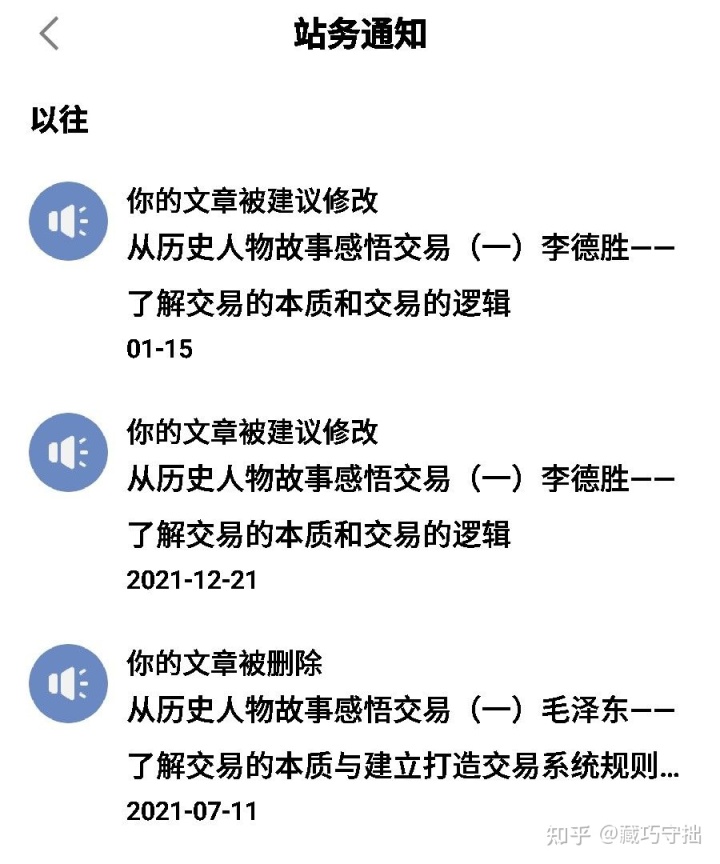 站务通知
以往
你的文章被建议修改
从历史人物故事感悟交易（一）李德胜——
了解交易的本质和交易的逻辑
01-15
你的文章被建议修改
从历史人物故事感悟交易（一）李德胜——
了解交易的本质和交易的逻辑
2021-12-21
你的文章被删除
从历史人物故事感悟交易（一）毛泽东——
了解交易的本质与建立打造交易系统规则...
2021-07-11
知乎 @藏巧守拙